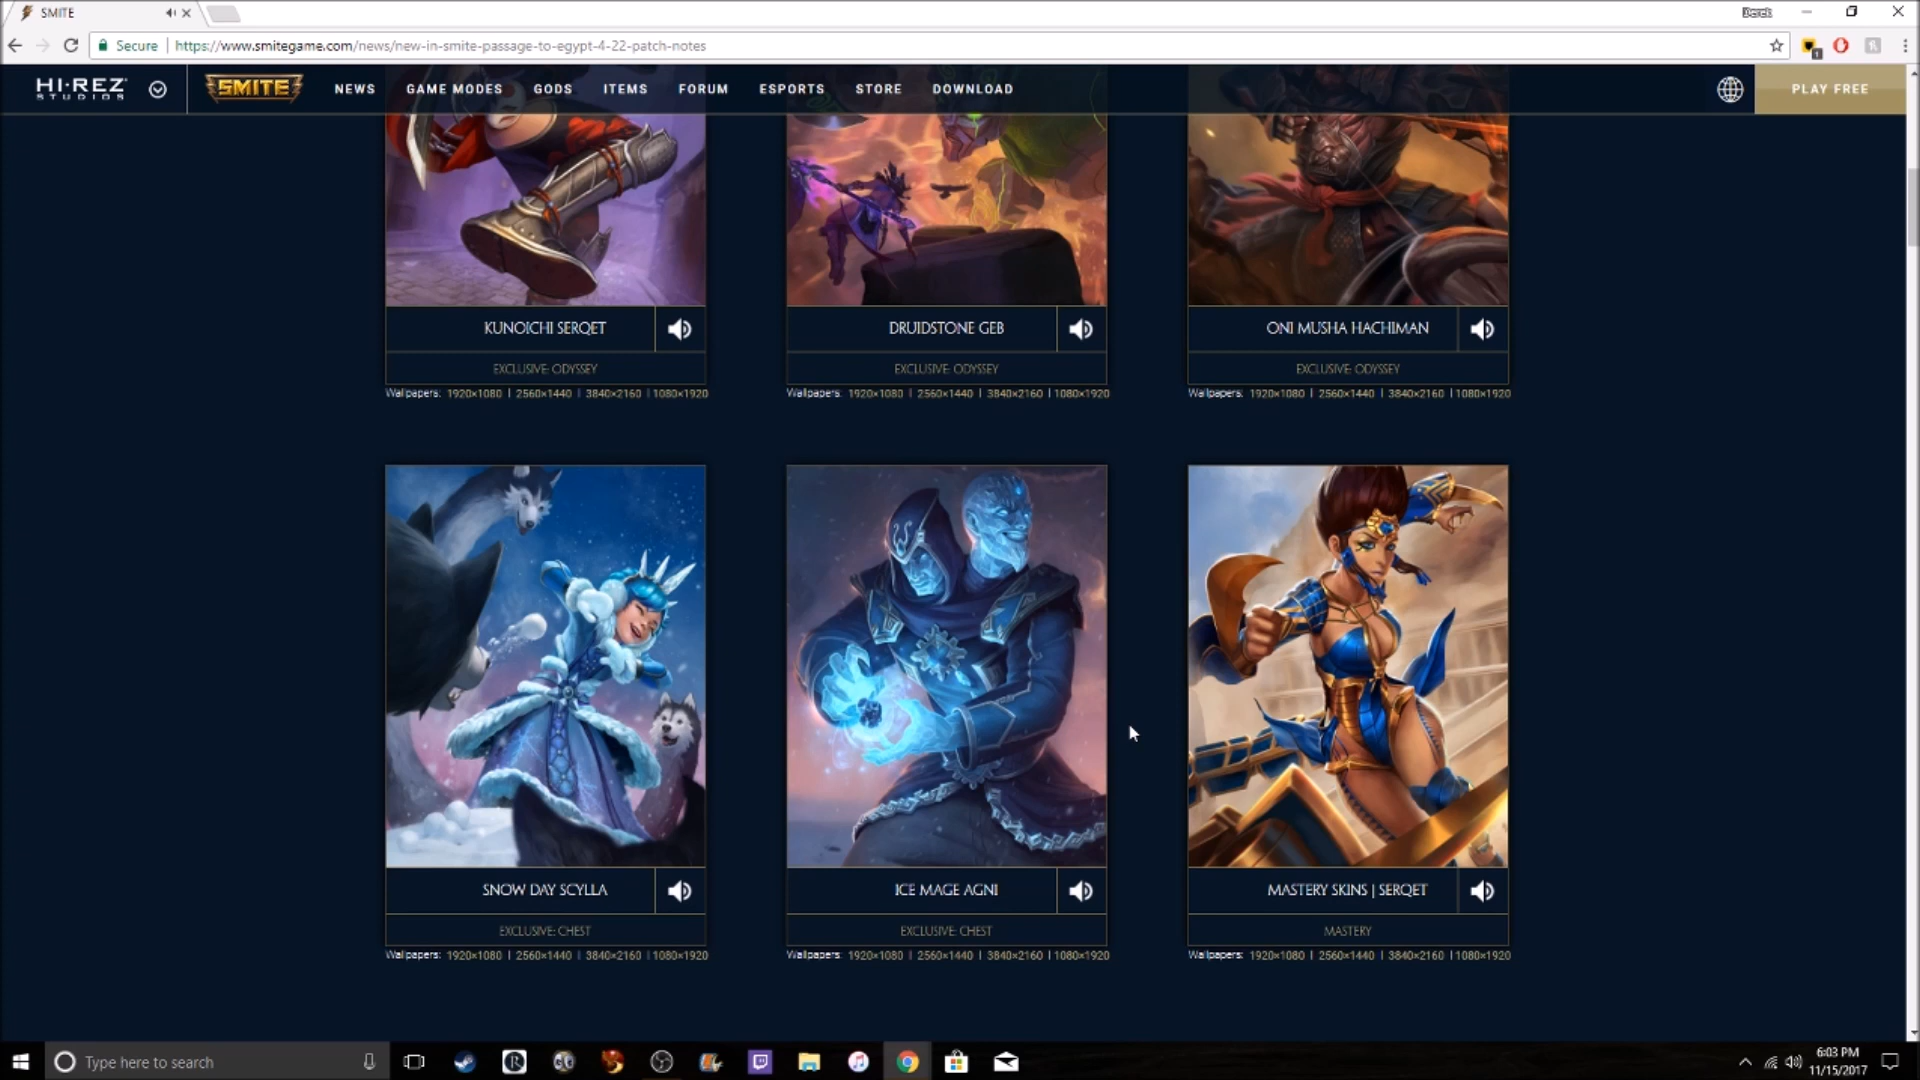 SMITE
Derek
Secure | https://www.smitegame.com/news/new-in-smite-passage-to-egypt-4-22-patch-notes
HI-REZ STUDIOS
SMITE
NEWS GAME MODES GODS ITEMS FORUM ESPORTS STORE DOWNLOAD
PLAY FREE
KUNOICHI SERQET
DRUIDSTONE GEB
ONI MUSHA HACHIMAN
EXCLUSIVE: ODYSSEY
EXCLUSIVE: ODYSSEY
EXCLUSIVE: ODYSSEY
Wallpapers: 1920×1080 | 2560×1440 | 3840×2160 | 1080×1920
Wallpapers: 1920×1080 | 2560×1440 | 3840×2160 | 1080×1920
Wallpapers: 1920×1080 | 2560×1440 | 3840×2160 | 1080×1920
SNOW DAY SCYLLA
ICE MAGE AGNI
MASTERY SKINS | SERQET
EXCLUSIVE: CHEST
EXCLUSIVE: CHEST
MASTERY
Wallpapers: 1920×1080 | 2560×1440 | 3840×2160 | 1080×1920
Wallpapers: 1920×1080 | 2560×1440 | 3840×2160 | 1080×1920
Wallpapers: 1920×1080 | 2560×1440 | 3840×2160 | 1080×1920
Type here to search
6:03 PM
11/15/2017